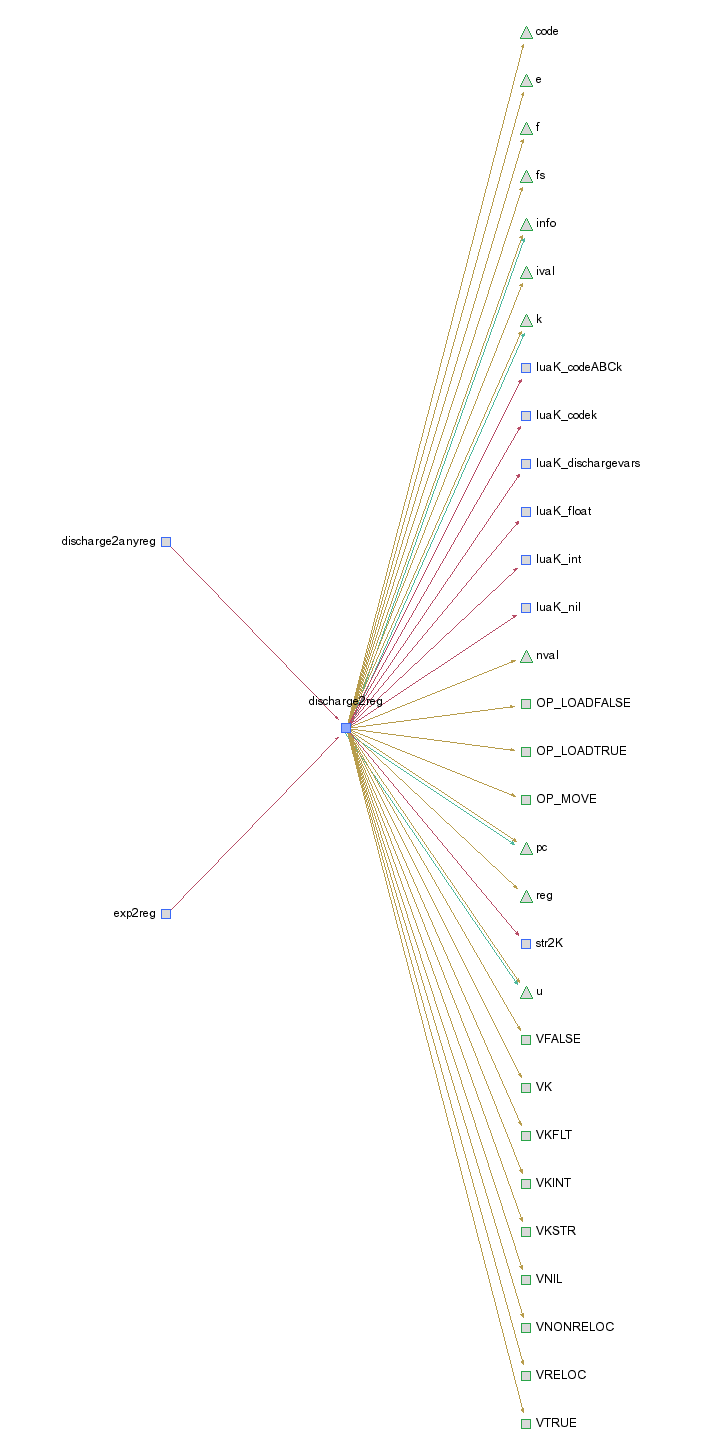 code
e
f
fs
info
ival
k
luaK_codeABCk
luaK_codek
luaK_dischargevars
luaK_float
discharge2anyreg
luaK_int
luaK_nil
nval
discharge2reg
OP_LOADFALSE
OP_LOADTRUE
OP_MOVE
pc
reg
exp2reg
str2K
u
VFALSE
VK
VKFLT
VKINT
VKSTR
VNIL
VNONRELOC
VRELOC
VTRUE